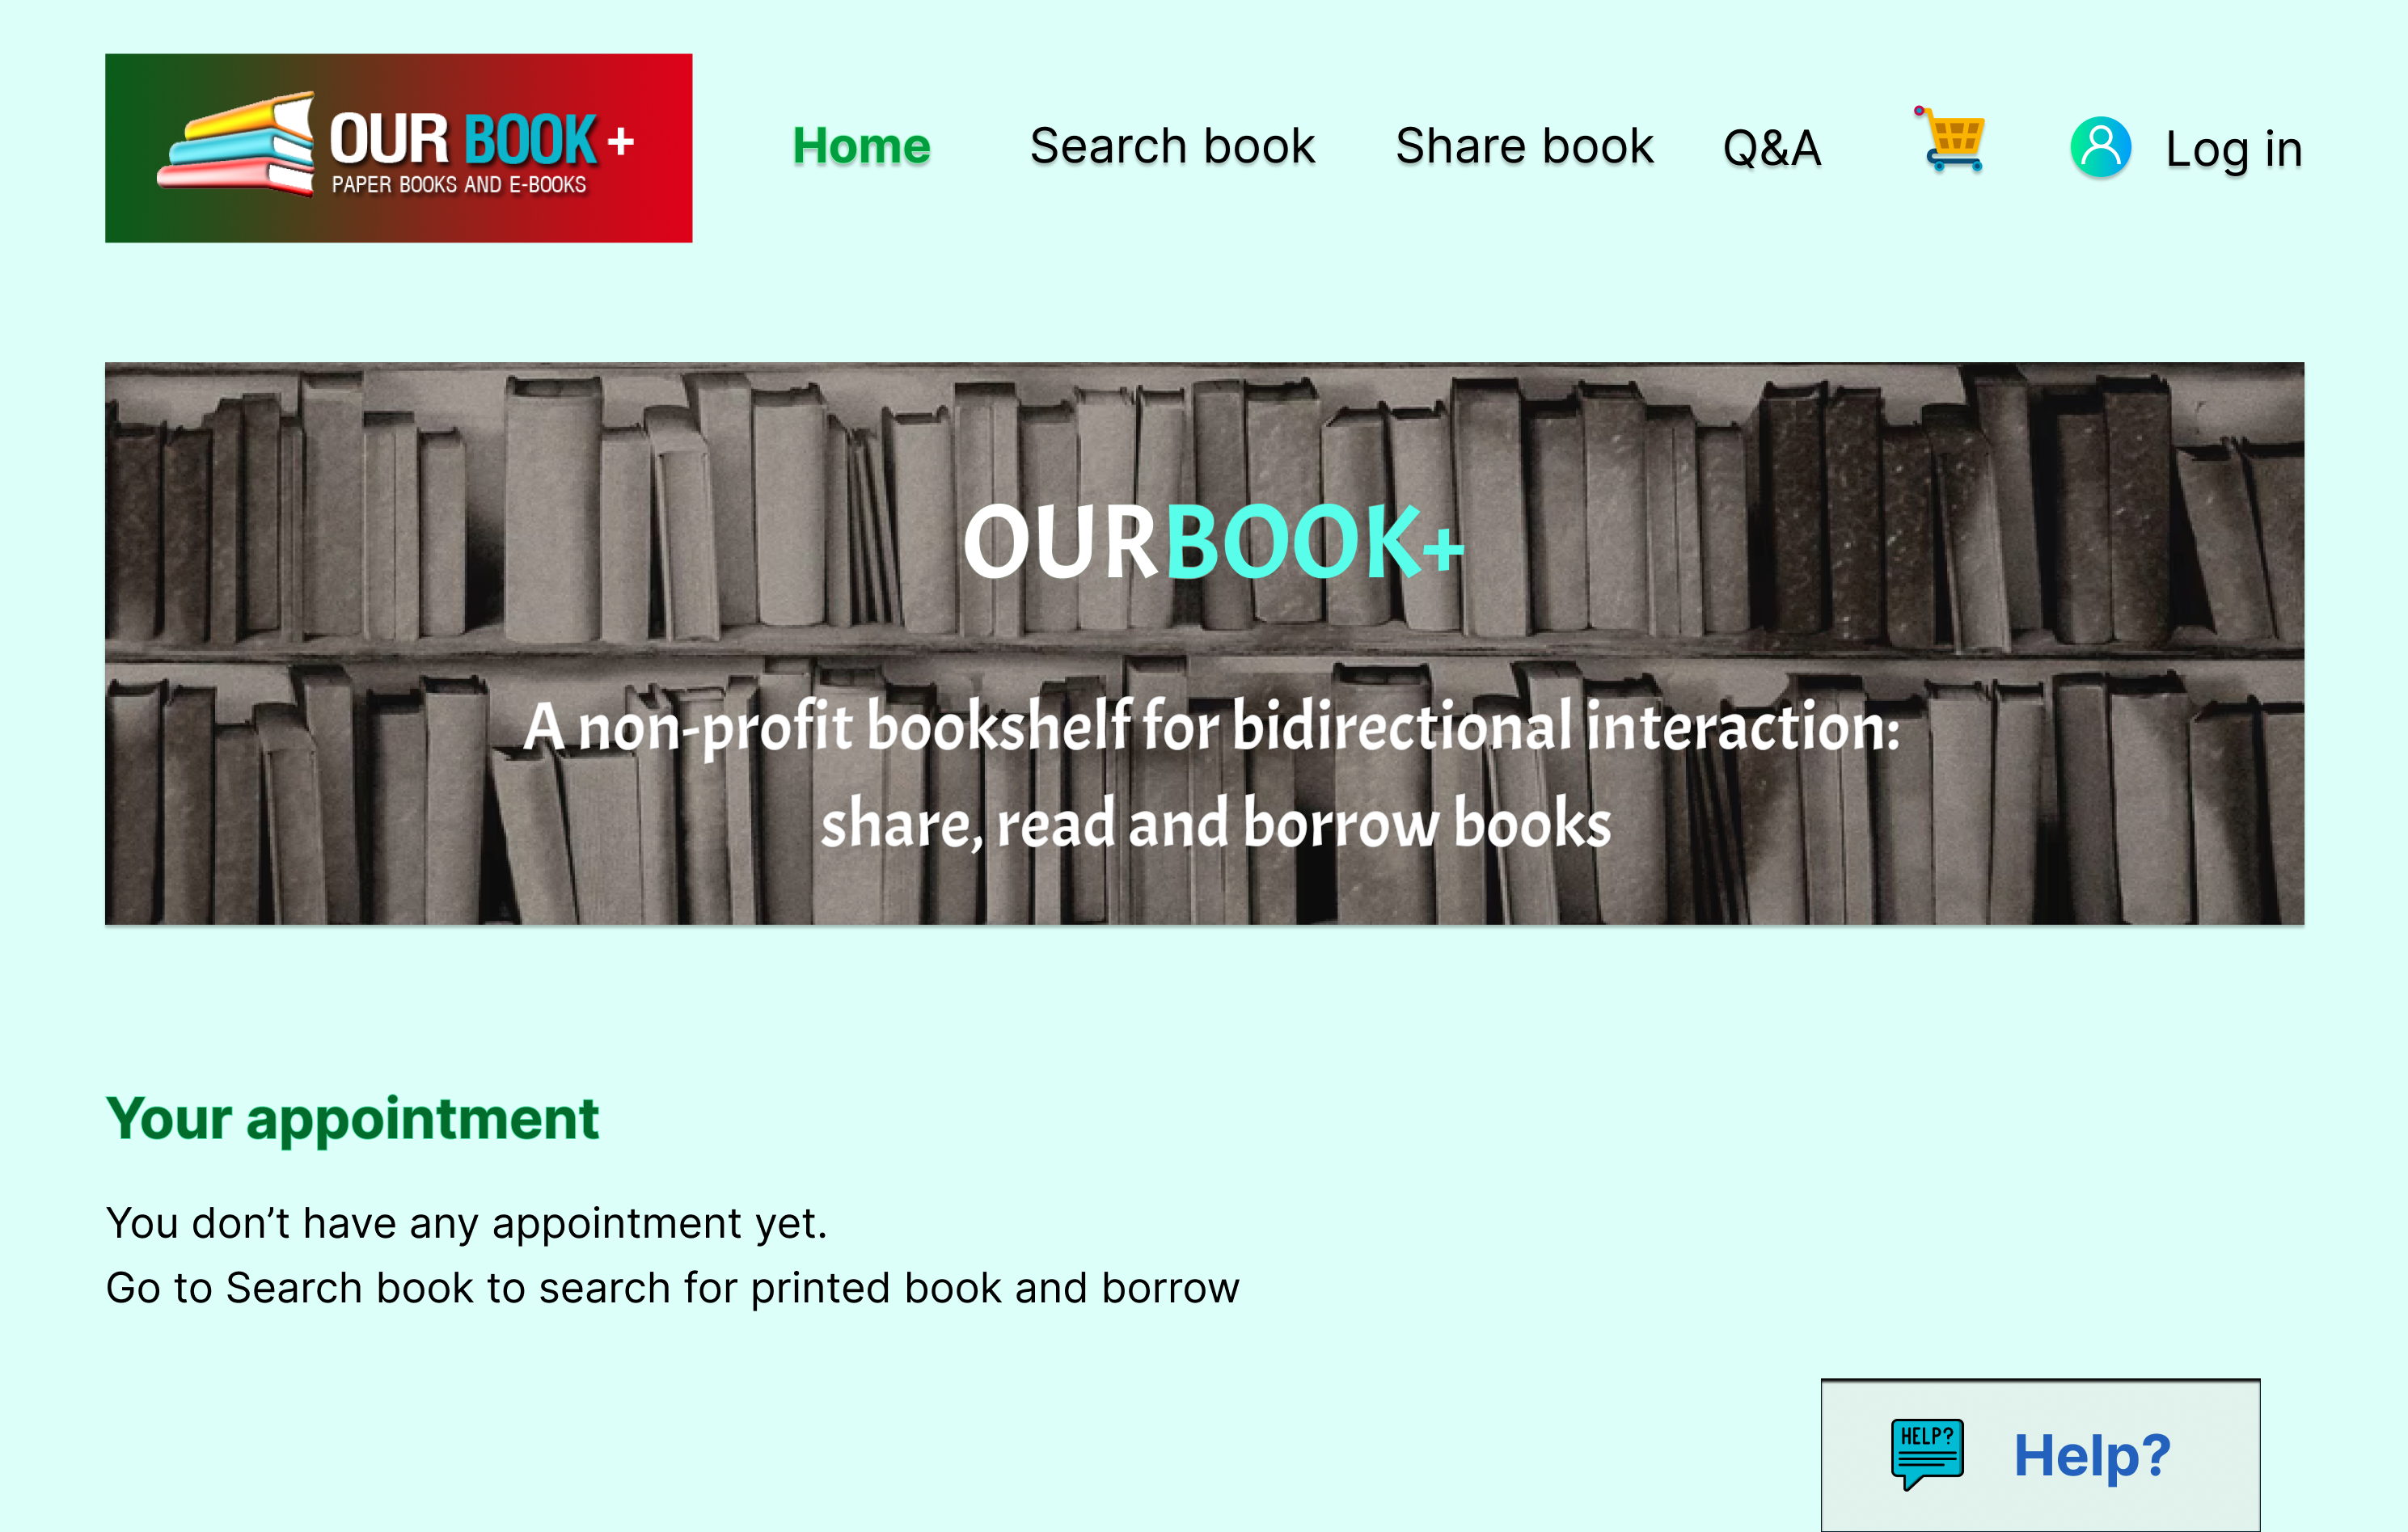 OUR BOOK +
PAPER BOOKS AND E-BOOKS
Home Search book Share book Q&A Log in
OURBOOK+
A non-profit bookshelf for bidirectional interaction:
share, read and borrow books
Your appointment
You don’t have any appointment yet.
Go to Search book to search for printed book and borrow
HELP?
Help?